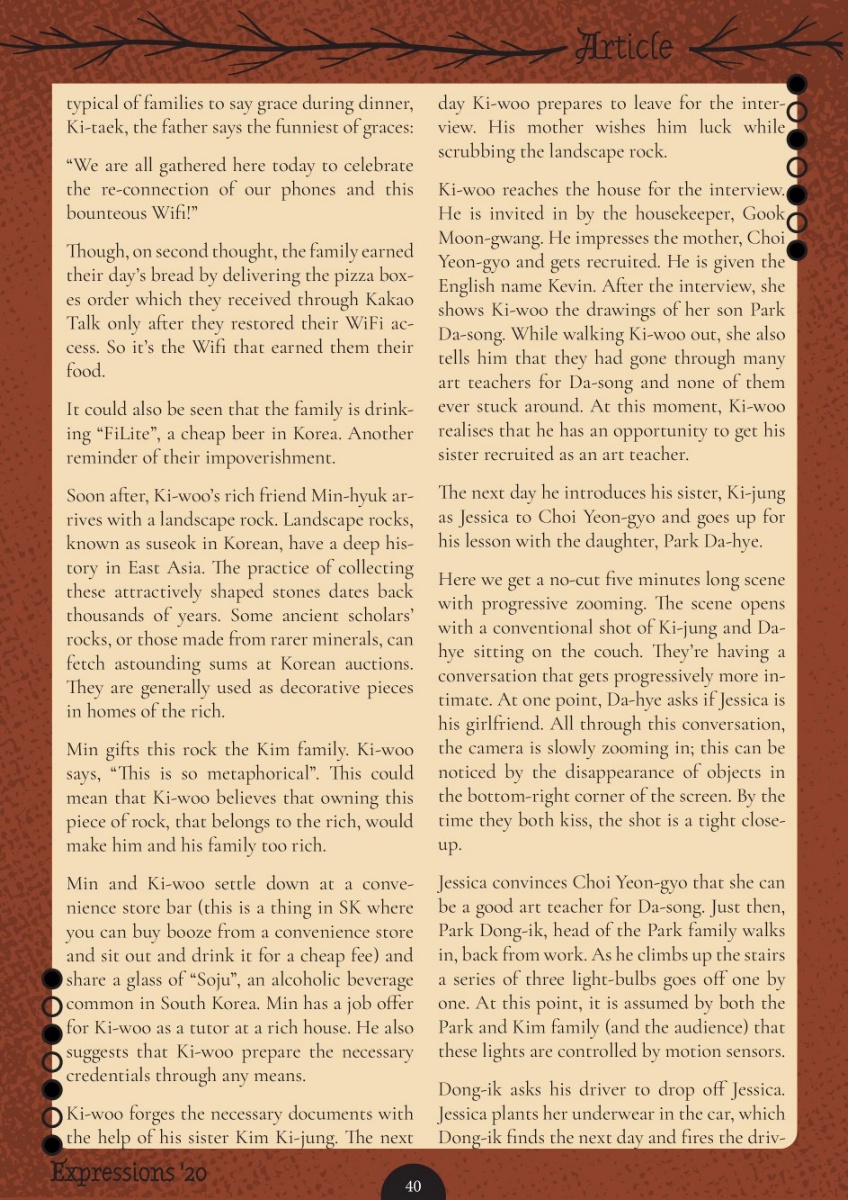 Article
typical of families to say grace during dinner,
Ki-taek, the father says the funniest of graces:
“We are all gathered here today to celebrate
the re-connection of our phones and this
bounteous Wifi!”
Though, on second thought, the family earned
their day’s bread by delivering the pizza box-
es order which they received through Kakao
Talk only after they restored their WiFi ac-
cess. So it’s the Wifi that earned them their
food.
It could also be seen that the family is drink-
ing “FiLite”, a cheap beer in Korea. Another
reminder of their impoverishment.
Soon after, Ki-woo’s rich friend Min-hyuk ar-
rives with a landscape rock. Landscape rocks,
known as suseok in Korean, have a deep his-
tory in East Asia. The practice of collecting
these attractively shaped stones dates back
thousands of years. Some ancient scholars’
rocks, or those made from rarer minerals, can
fetch astounding sums at Korean auctions.
They are generally used as decorative pieces
in homes of the rich.
Min gifts this rock the Kim family. Ki-woo
says, “This is so metaphorical”. This could
mean that Ki-woo believes that owning this
piece of rock, that belongs to the rich, would
make him and his family too rich.
Min and Ki-woo settle down at a conve-
nience store bar (this is a thing in SK where
you can buy booze from a convenience store
and sit out and drink it for a cheap fee) and
share a glass of “Soju”, an alcoholic beverage
common in South Korea. Min has a job offer
for Ki-woo as a tutor at a rich house. He also
suggests that Ki-woo prepare the necessary
credentials through any means.
Ki-woo forges the necessary documents with
the help of his sister Kim Ki-jung. The next
day Ki-woo prepares to leave for the inter-
view. His mother wishes him luck while
scrubbing the landscape rock.
Ki-woo reaches the house for the interview.
He is invited in by the housekeeper, Gook
Moon-gwang. He impresses the mother, Choi
Yeon-gyo and gets recruited. He is given the
English name Kevin. After the interview, she
shows Ki-woo the drawings of her son Park
Da-song. While walking Ki-woo out, she also
tells him that they had gone through many
art teachers for Da-song and none of them
ever stuck around. At this moment, Ki-woo
realises that he has an opportunity to get his
sister recruited as an art teacher.
The next day he introduces his sister, Ki-jung
as Jessica to Choi Yeon-gyo and goes up for
his lesson with the daughter, Park Da-hye.
Here we get a no-cut five minutes long scene
with progressive zooming. The scene opens
with a conventional shot of Ki-jung and Da-
hye sitting on the couch. They’re having a
conversation that gets progressively more in-
timate. At one point, Da-hye asks if Jessica is
his girlfriend. All through this conversation,
the camera is slowly zooming in; this can be
noticed by the disappearance of objects in
the bottom-right corner of the screen. By the
time they both kiss, the shot is a tight close-
up.
Jessica convinces Choi Yeon-gyo that she can
be a good art teacher for Da-song. Just then,
Park Dong-ik, head of the Park family walks
in, back from work. As he climbs up the stairs
a series of three light-bulbs goes off one by
one. At this point, it is assumed by both the
Park and Kim family (and the audience) that
these lights are controlled by motion sensors.
Dong-ik asks his driver to drop off Jessica.
Jessica plants her underwear in the car, which
Dong-ik finds the next day and fires the driv-
Expressions '20
40